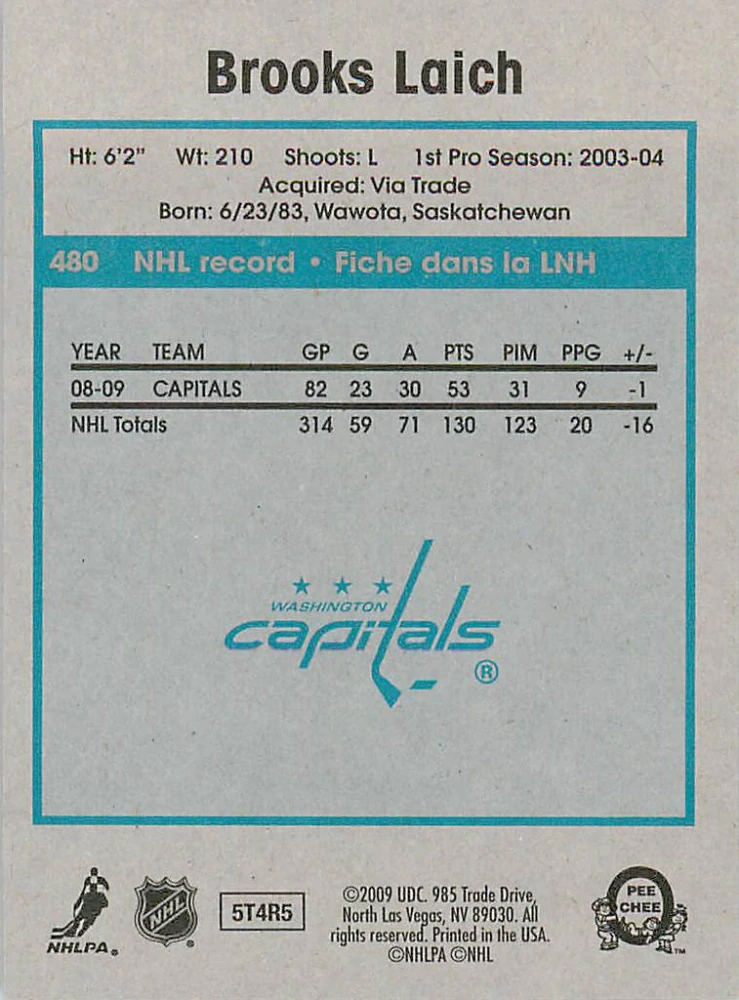 Brooks Laich
Ht: 6'2" Wt: 210 Shoots: L 1st Pro Season: 2003-04
Acquired: Via Trade
Born: 6/23/83, Wawota, Saskatchewan
480 NHL record • Fiche dans la LNH
YEAR TEAM GP G A PTS PIM PPG +/-
08-09 CAPITALS 82 23 30 53 31 9 -1
NHL Totals 314 59 71 130 123 20 -16
WASHINGTON
capitals ®
NHLPA®
NHL ®
5T4R5
©2009 UDC. 985 Trade Drive,
North Las Vegas, NV 89030. All
rights reserved. Printed in the USA.
©NHLPA ©NHL
O
PEE
CHEE
™